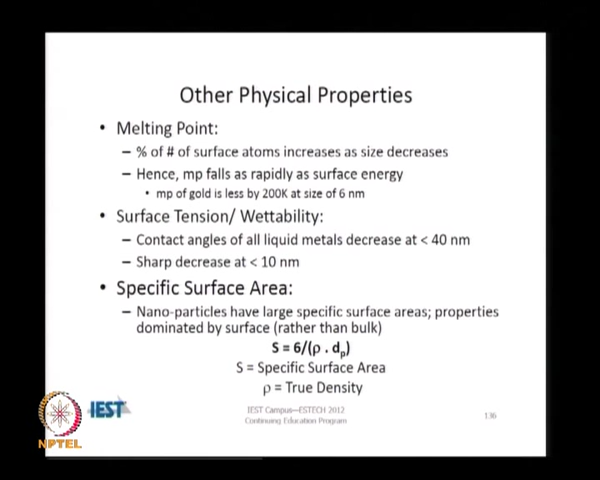 Other Physical Properties
• Melting Point:
– % of # of surface atoms increases as size decreases
– Hence, mp falls as rapidly as surface energy
• mp of gold is less by 200K at size of 6 nm
• Surface Tension/ Wettability:
– Contact angles of all liquid metals decrease at < 40 nm
– Sharp decrease at < 10 nm
• Specific Surface Area:
– Nano-particles have large specific surface areas; properties
dominated by surface (rather than bulk)
S = 6/(ρ . dp)
S = Specific Surface Area
ρ = True Density
IEST
NPTEL
IEST Campus—ESTECH 2012
Continuing Education Program
136